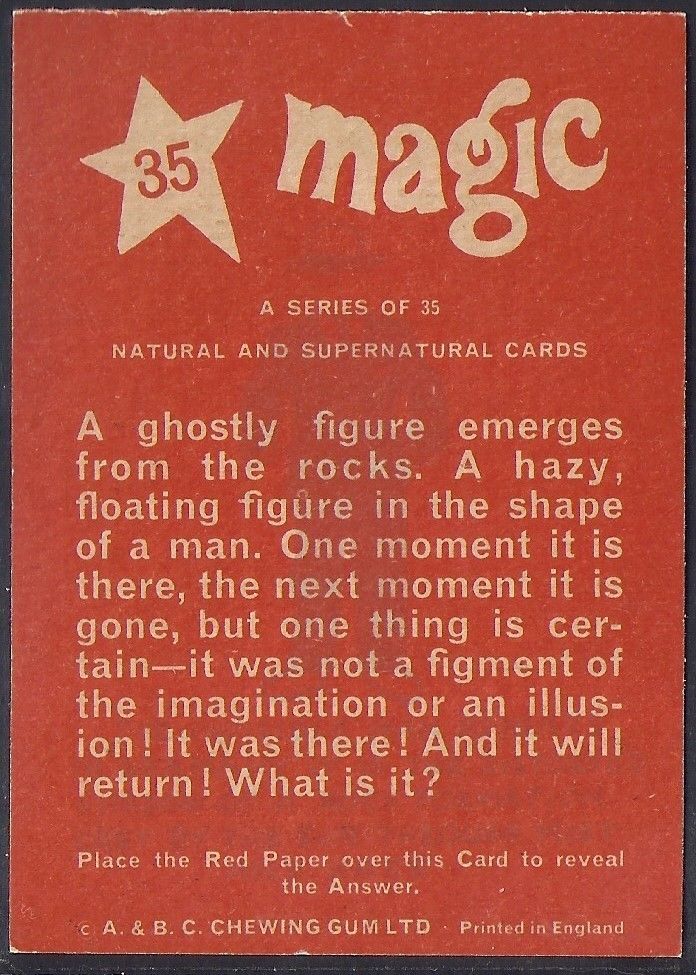 35 magic
A SERIES OF 35
NATURAL AND SUPERNATURAL CARDS
A ghostly figure emerges
from the rocks. A hazy,
floating figure in the shape
of a man. One moment it is
there, the next moment it is
gone, but one thing is cer-
tain—it was not a figment of
the imagination or an illus-
ion! It was there! And it will
return! What is it?
Place the Red Paper over this Card to reveal
the Answer.
© A. & B. C. CHEWING GUM LTD · Printed in England